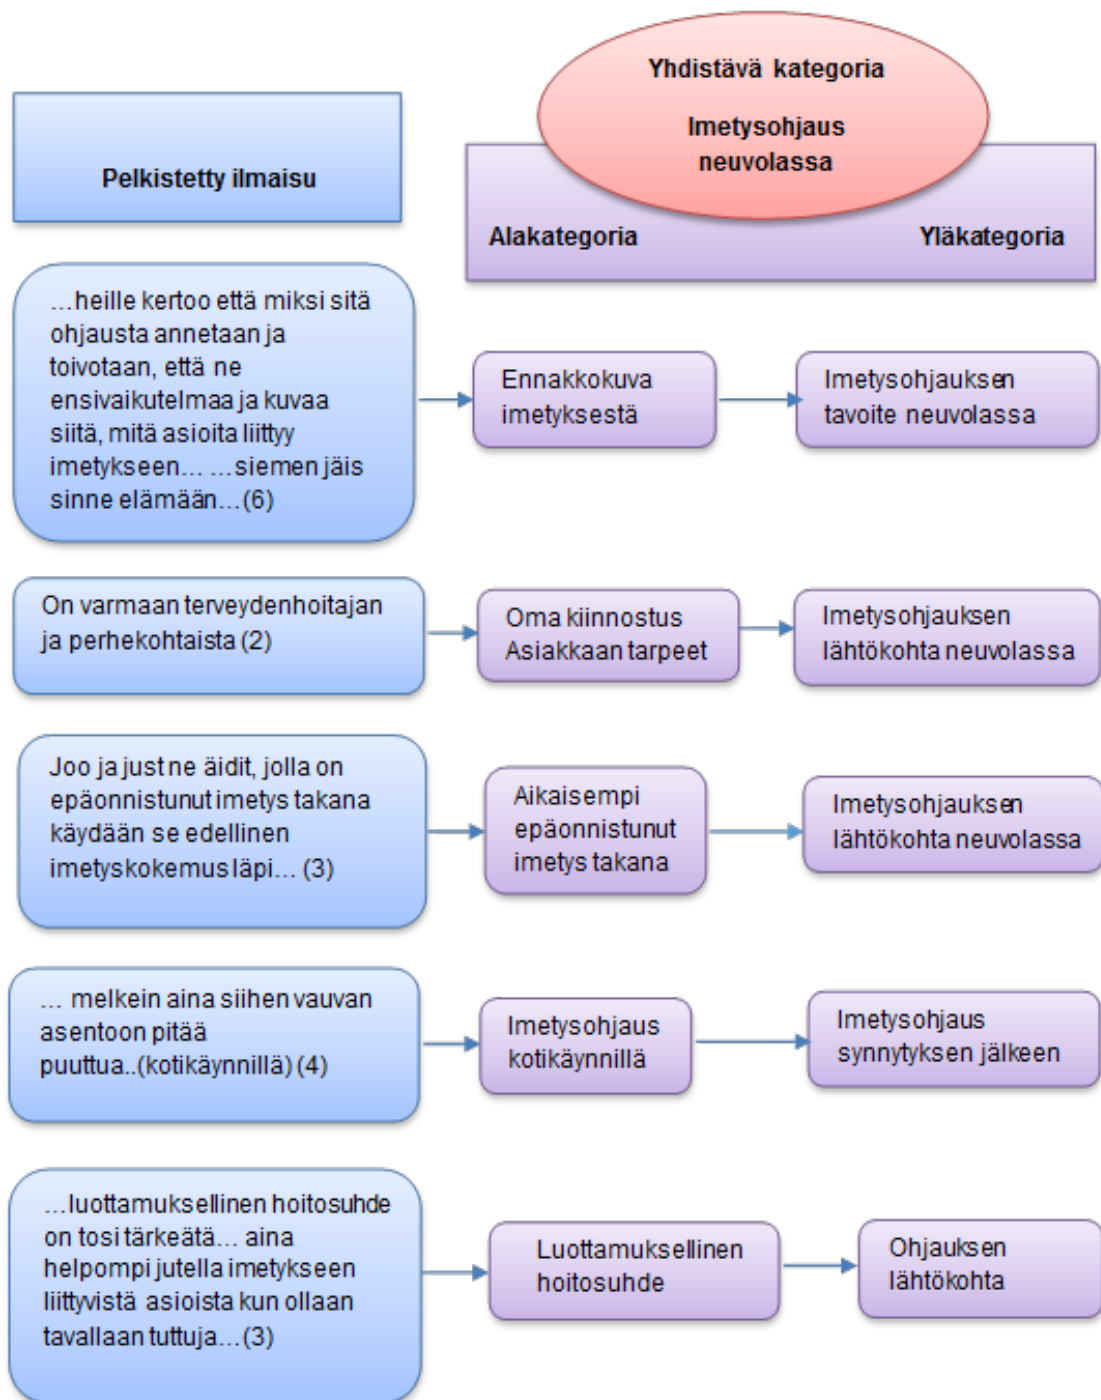 Yhdistävä kategoria
Imetysohjaus
neuvolassa
Pelkistetty ilmaisu
Alakategoria
Yläkategoria
…heille kertoo että miksi sitä
ohjausta annetaan ja
toivotaan, että ne
ensivaikutelmaa ja kuvaa
siitä, mitä asioita liittyy
imetykseen… …siemen jäis
sinne elämään…(6)
Ennakkokuva
imetyksestä
Imetysohjauksen
tavoite neuvolassa
On varmaan terveydenhoitajan
ja perhekohtaista (2)
Oma kiinnostus
Asiakkaan tarpeet
Imetysohjauksen
lähtökohta neuvolassa
Joo ja just ne äidit, jolla on
epäonnistunut imetys takana
käydään se edellinen
imetyskokemus läpi… (3)
Aikaisempi
epäonnistunut
imetys takana
Imetysohjauksen
lähtökohta neuvolassa
… melkein aina siihen vauvan
asentoon pitää
puuttua..(kotikäynnillä) (4)
Imetysohjaus
kotikäynnillä
Imetysohjaus
synnytyksen jälkeen
…luottamuksellinen hoitosuhde
on tosi tärkeätä… aina
helpompi jutella imetykseen
liittyvistä asioista kun ollaan
tavallaan tuttuja…(3)
Luottamuksellinen
hoitosuhde
Ohjauksen
lähtökohta